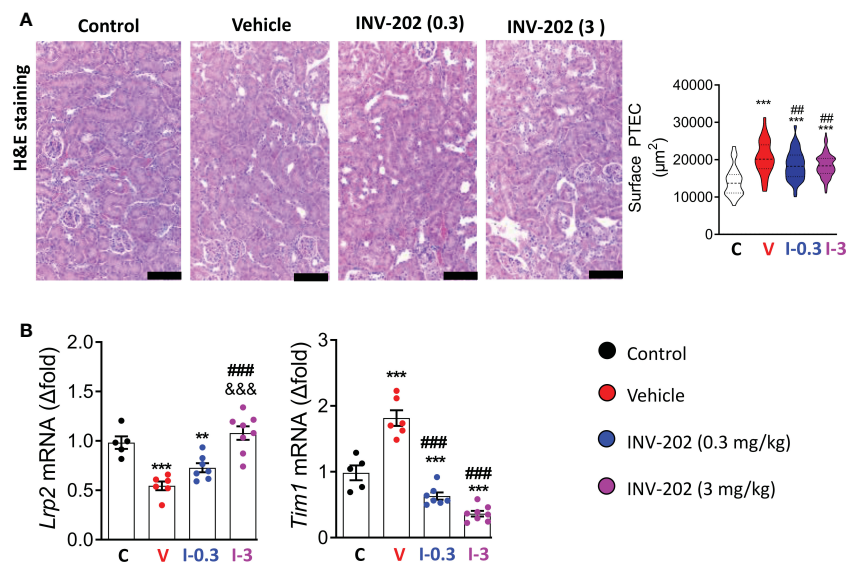 A
Control
Vehicle
INV-202 (0.3)
INV-202 (3 )
H&E staining
Surface PTEC
(µm²)
40000
30000
20000
10000
0
***
##
***
##
***
C
V
I-0.3
I-3
B
Lrp2 mRNA (Δfold)
2.0
1.5
1.0
0.5
0.0
***
**
###
&&&
C
V
I-0.3
I-3
Tim1 mRNA (Δfold)
3
2
1
0
***
###
***
###
***
C
V
I-0.3
I-3
Control
Vehicle
INV-202 (0.3 mg/kg)
INV-202 (3 mg/kg)